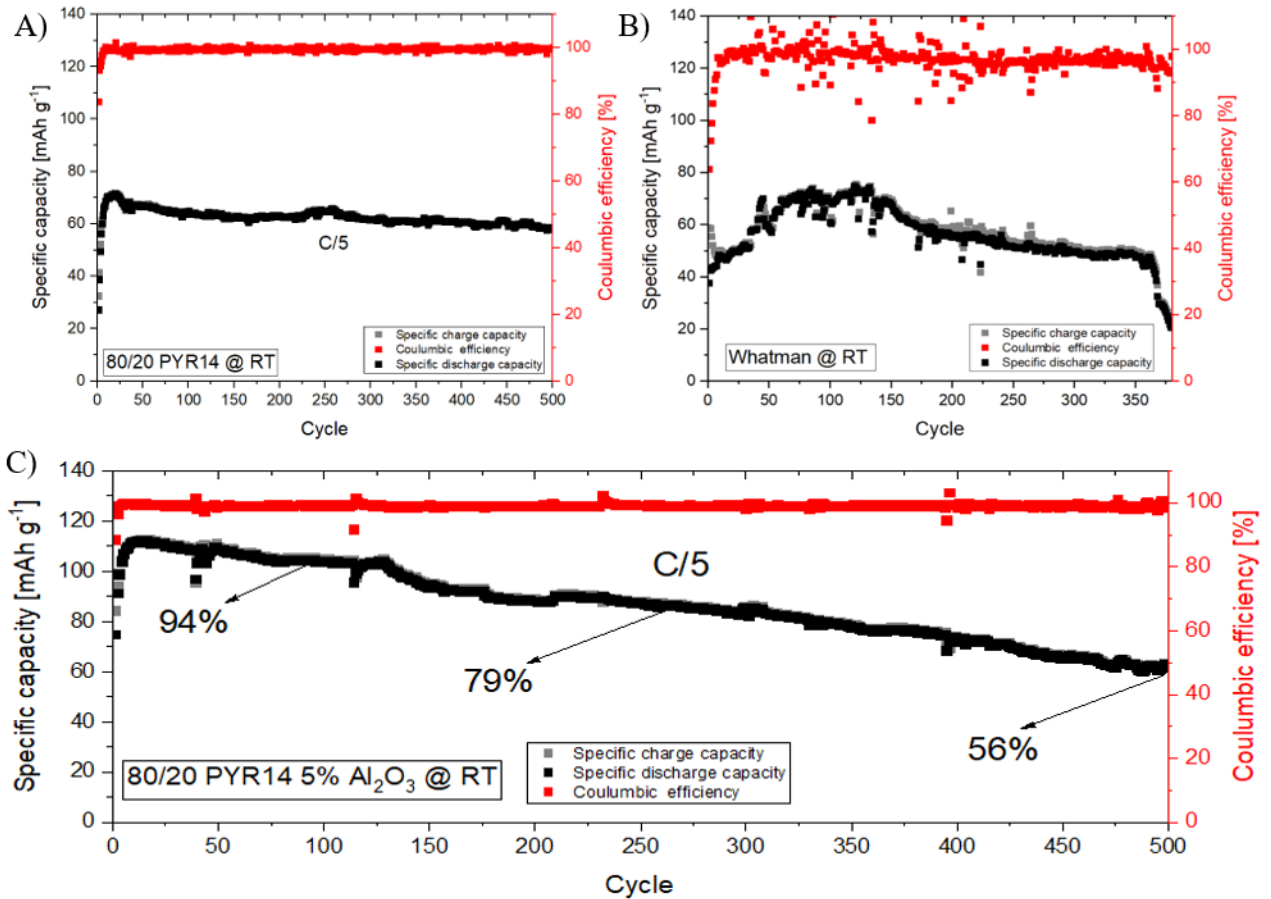 A)
140
120
100
80
60
40
20
0
Specific capacity [mAh g⁻¹]
100
80
60
40
20
0
Coulumbic efficiency [%]
C/5
Specific charge capacity
Coulumbic efficiency
Specific discharge capacity
80/20 PYR14 @ RT
0 50 100 150 200 250 300 350 400 450 500
Cycle
B)
140
120
100
80
60
40
20
0
Specific capacity [mAh g⁻¹]
100
80
60
40
20
0
Coulumbic efficiency [%]
Specific charge capacity
Coulumbic efficiency
Specific discharge capacity
Whatman @ RT
0 50 100 150 200 250 300 350
Cycle
C)
140
120
100
80
60
40
20
0
Specific capacity [mAh g⁻¹]
100
80
60
40
20
0
Coulumbic efficiency [%]
C/5
94%
79%
56%
Specific charge capacity
Specific discharge capacity
Coulumbic efficiency
80/20 PYR14 5% Al₂O₃ @ RT
0 50 100 150 200 250 300 350 400 450 500
Cycle